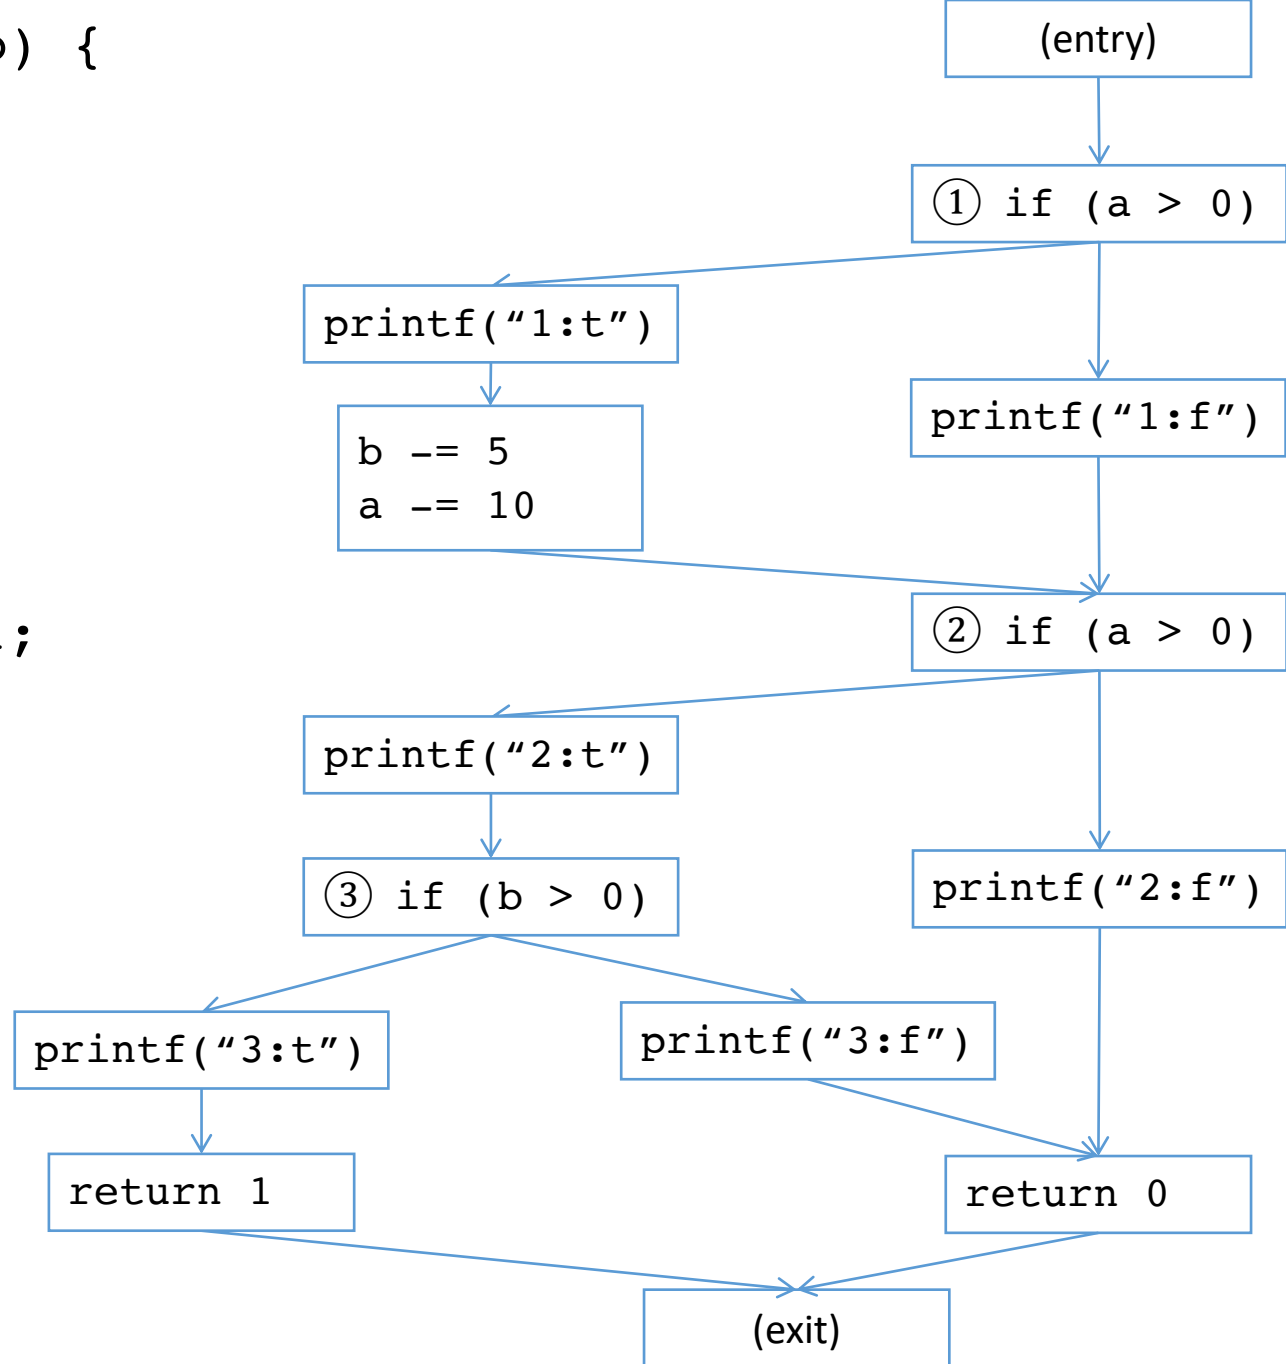 ) {
(entry)
① if (a > 0)
printf("1:t")
printf("1:f")
b -= 5
a -= 10
② if (a > 0)
;
printf("2:t")
printf("2:f")
③ if (b > 0)
printf("3:t")
printf("3:f")
return 1
return 0
(exit)